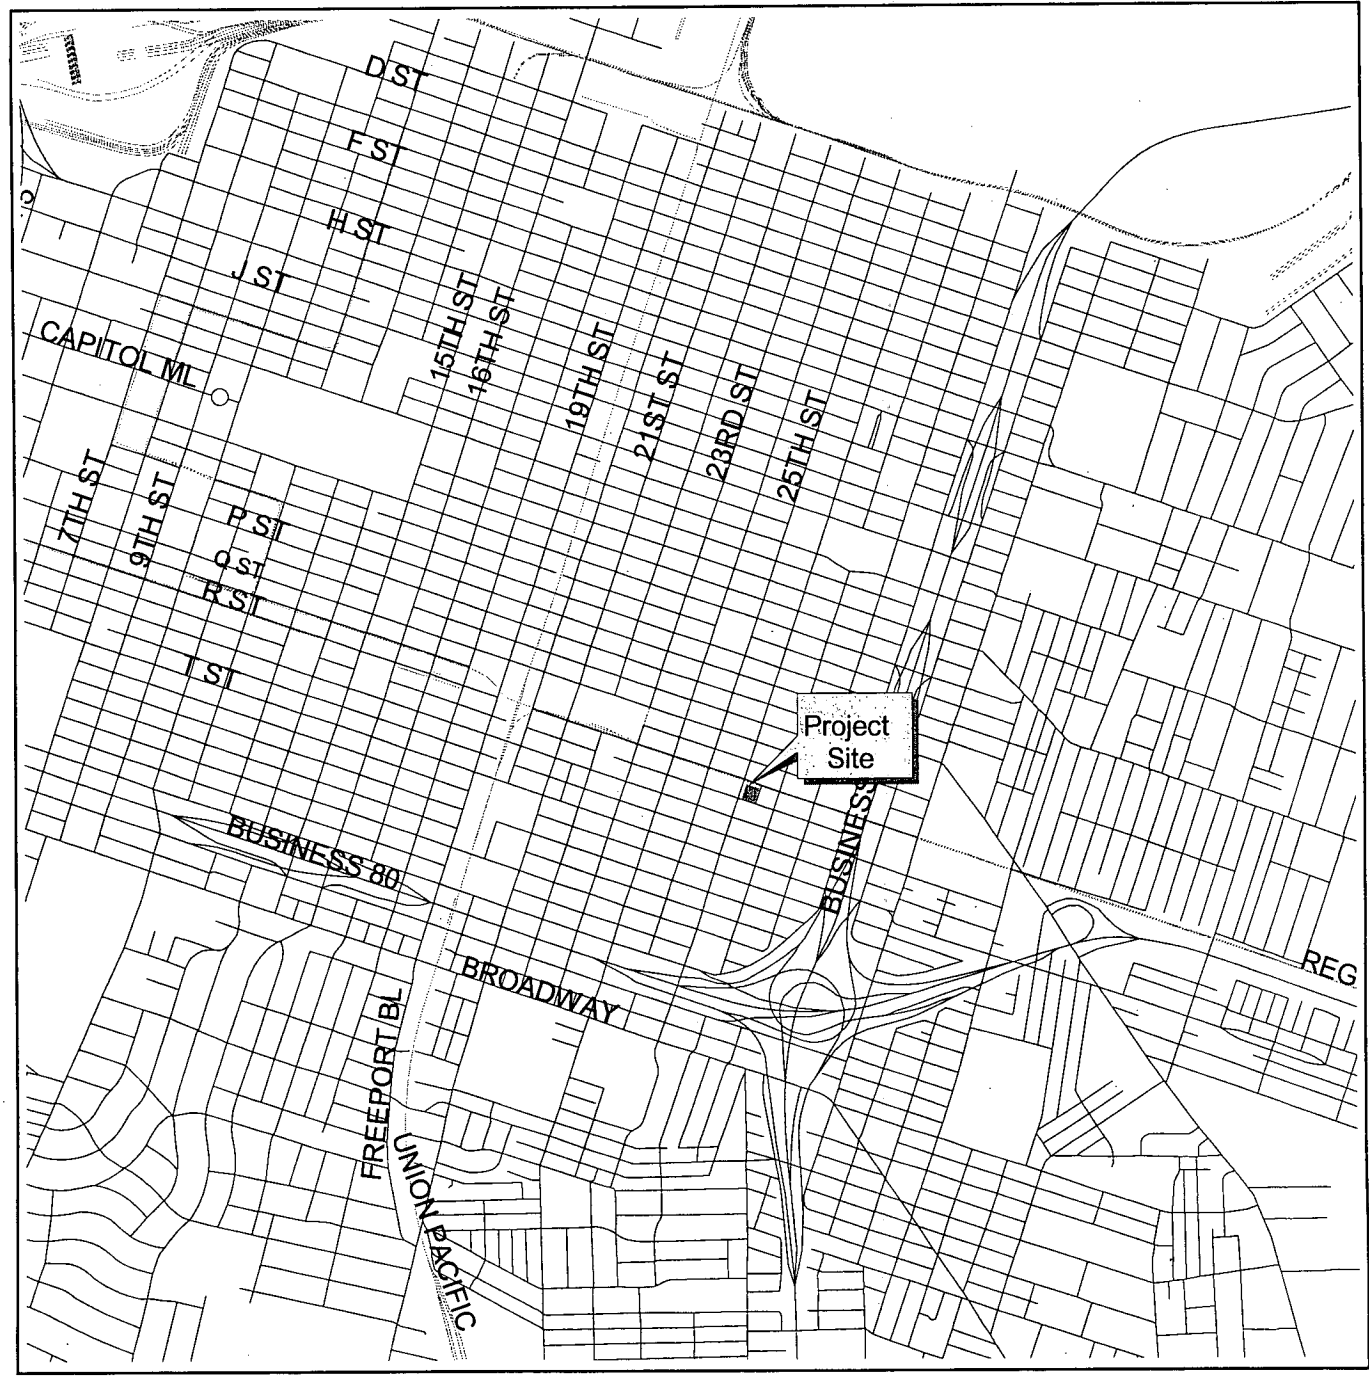 D ST
F ST
H ST
J ST
CAPITOL ML
15TH ST
16TH ST
19TH ST
21ST ST
23RD ST
25TH ST
7TH ST
9TH ST
P ST
Q ST
R ST
T ST
Project
Site
BUSINESS
BUSINESS 80
BROADWAY
REG
FREEPORT BL
UNION PACIFIC